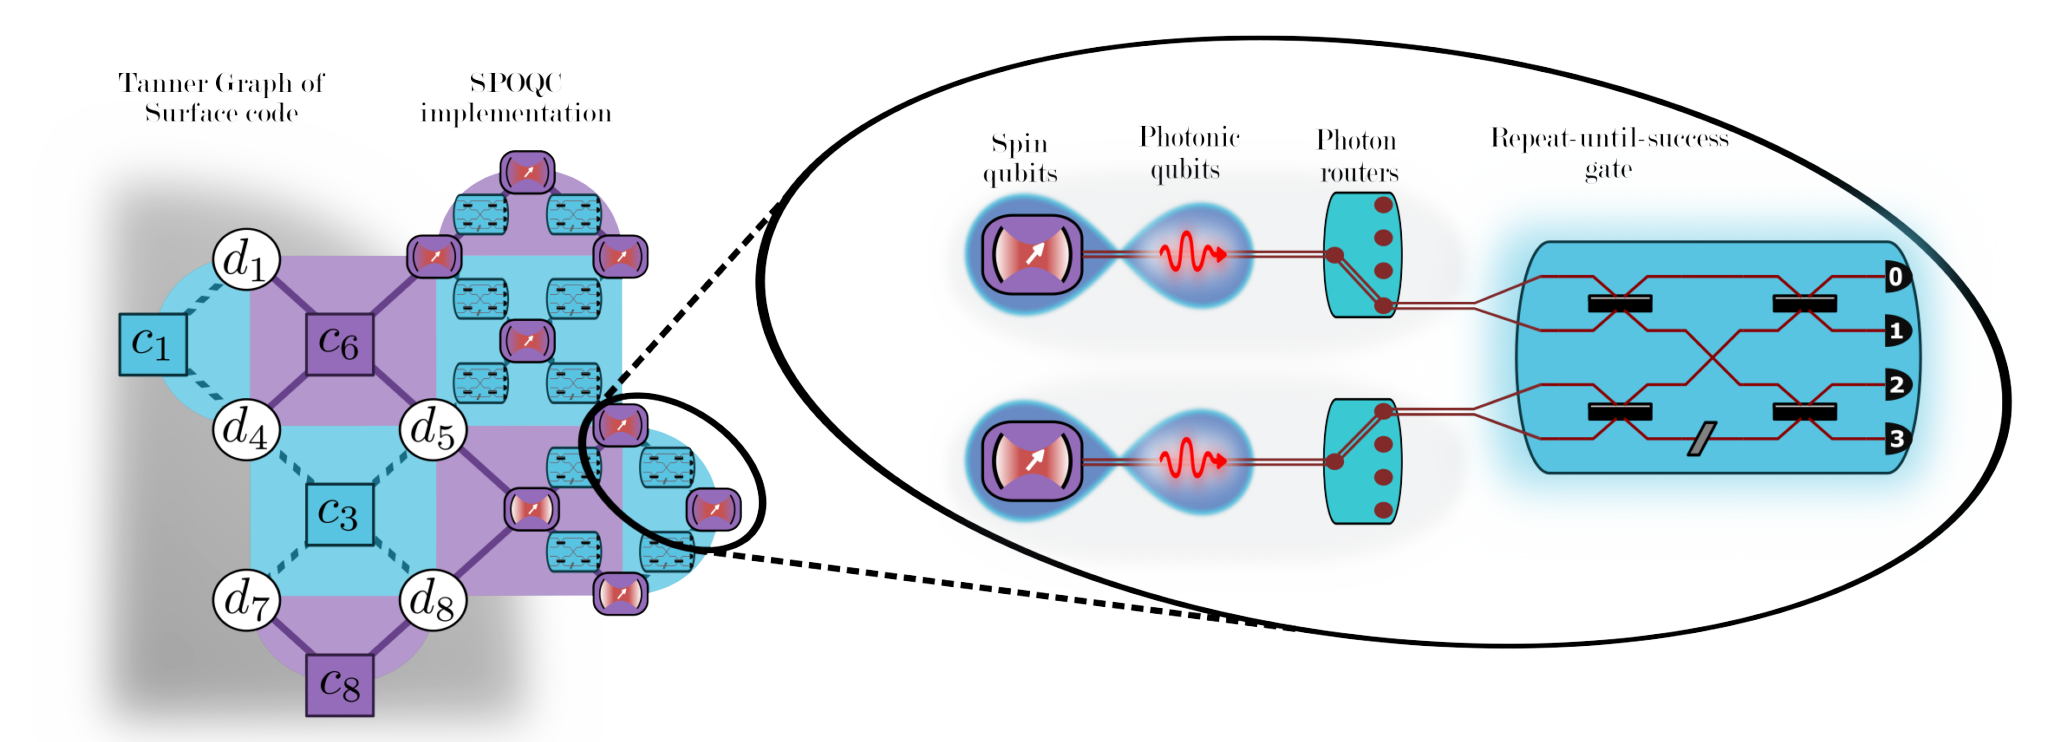 Tanner Graph of
Surface code
SPOQC
implementation
d1
c1
c6
d4
d5
c3
d7
d8
c8
Spin
qubits
Photonic
qubits
Photon
routers
Repeat-until-success
gate
0
1
2
3